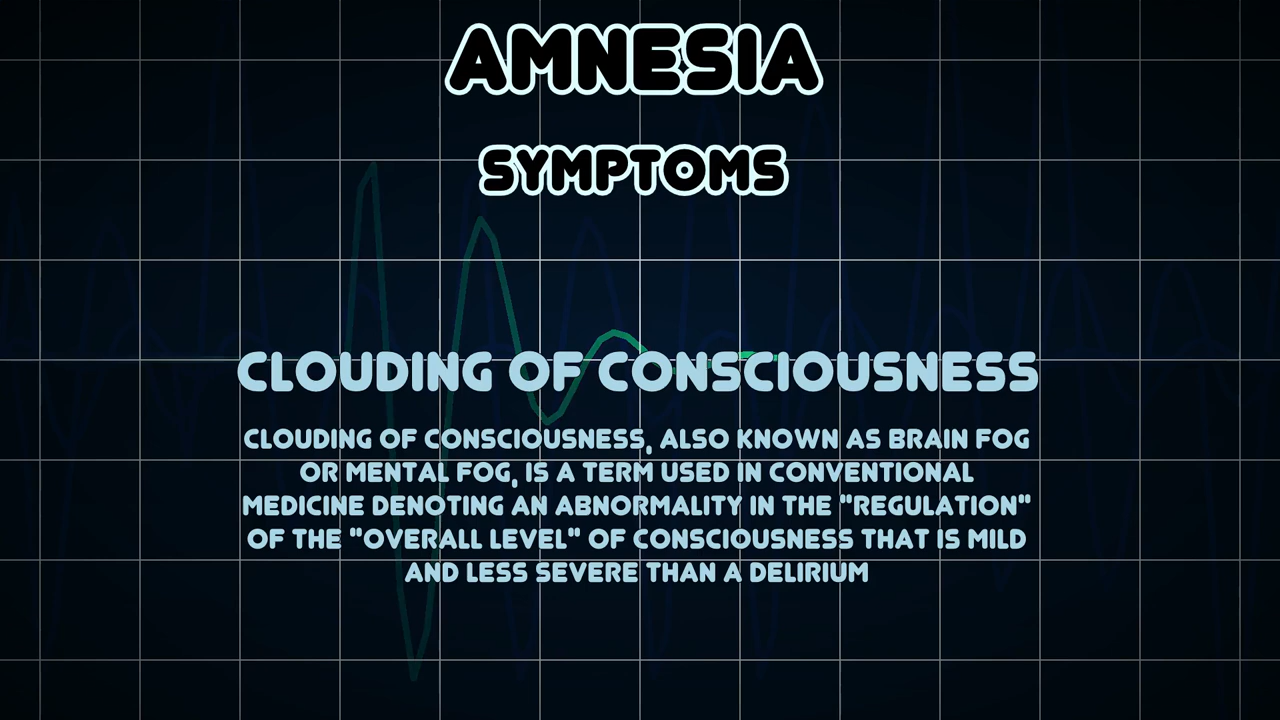 AMNESIA
SYMPTOMS
CLOUDING OF CONSCIOUSNESS
CLOUDING OF CONSCIOUSNESS, ALSO KNOWN AS BRAIN FOG
OR MENTAL FOG, IS A TERM USED IN CONVENTIONAL
MEDICINE DENOTING AN ABNORMALITY IN THE "REGULATION"
OF THE "OVERALL LEVEL" OF CONSCIOUSNESS THAT IS MILD
AND LESS SEVERE THAN A DELIRIUM